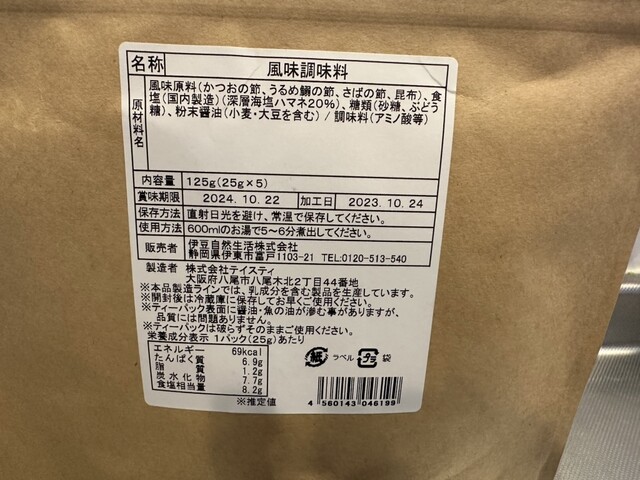 名称 風味調味料
原材料名 風味原料(かつおの節、うるめ鰯の節、さばの節、昆布)、食
塩(国内製造)(深層海塩ハマネ20%)、糖類(砂糖、ぶどう
糖)、粉末醤油(小麦・大豆を含む) / 調味料(アミノ酸等)
内容量 125g(25g×5)
賞味期限 2024.10.22 加工日 2023.10.24
保存方法 直射日光を避け、常温で保存してください。
使用方法 600mlのお湯で5~6分煮出してください。
販売者 伊豆自然生活株式会社
静岡県伊東市富戸1103-21 TEL:0120-513-540
製造者 株式会社テイスティ
大阪府八尾市八尾木北2丁目44番地
※本品製造ラインでは、乳成分を含む製品を生産しています。
※開封後は冷蔵庫に保存してお早くご使用ください。
※ティーパック表面に醤油・魚の油が滲む事がありますが、
品質には問題ありません。
※ティーパックは破らずそのままご使用ください。
栄養成分表示 1パック(25g)あたり
エネルギー 69kcal
たんぱく質 6.9g
脂質 1.2g
炭水化物 7.7g
食塩相当量 8.2g
※推定値
紙 ラベル プラ 袋
4 560143 046199